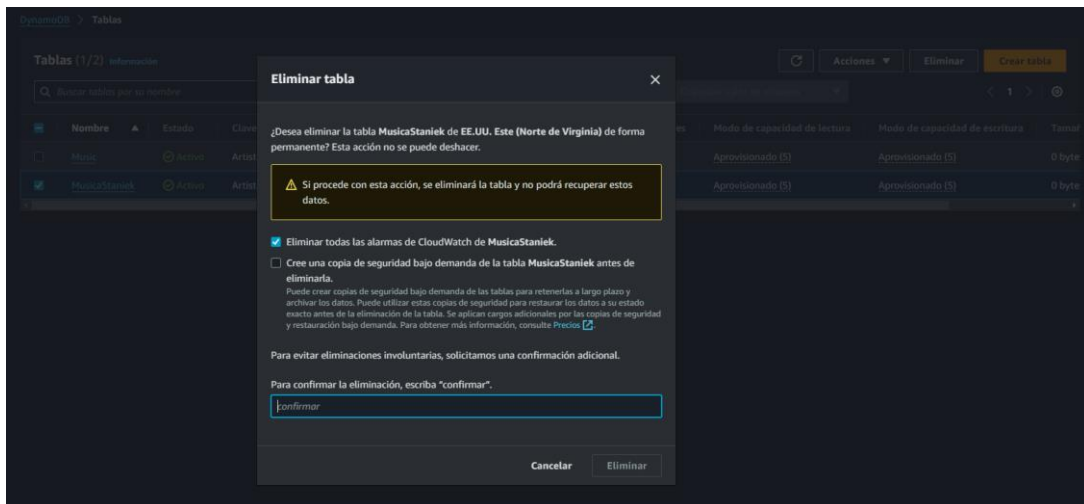 DynamoDB > Tablas
Tablas (1/2) Información
Acciones ▼
Eliminar
Crear tabla
Buscar tablas por su nombre
< 1 >
Nombre ▲ Estado Clave Modo de capacidad de lectura Modo de capacidad de escritura Tamañ
Music Activo Artist Aprovisionado (5) Aprovisionado (5) 0 byte
MusicaStaniek Activo Artist Aprovisionado (5) Aprovisionado (5) 0 byte
Eliminar tabla
¿Desea eliminar la tabla MusicaStaniek de EE.UU. Este (Norte de Virginia) de forma
permanente? Esta acción no se puede deshacer.
Si procede con esta acción, se eliminará la tabla y no podrá recuperar estos
datos.
Eliminar todas las alarmas de CloudWatch de MusicaStaniek.
Cree una copia de seguridad bajo demanda de la tabla MusicaStaniek antes de
eliminarla.
Puede crear copias de seguridad bajo demanda de las tablas para retenerlas a largo plazo y
archivar los datos. Puede utilizar estas copias de seguridad para restaurar los datos a su estado
exacto antes de la eliminación de la tabla. Se aplican cargos adicionales por las copias de seguridad
y restauración bajo demanda. Para obtener más información, consulte Precios.
Para evitar eliminaciones involuntarias, solicitamos una confirmación adicional.
Para confirmar la eliminación, escriba "confirmar".
confirmar
Cancelar
Eliminar